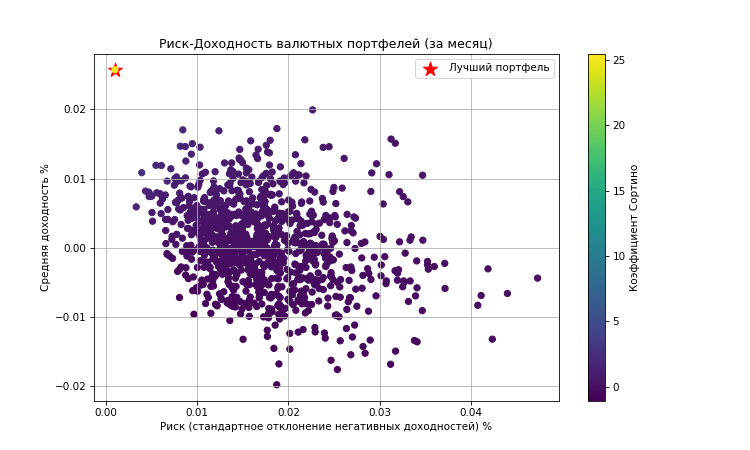 Риск-Доходность валютных портфелей (за месяц)
Лучший портфель
Средняя доходность %
0.02
0.01
0.00
−0.01
−0.02
0.00 0.01 0.02 0.03 0.04
Риск (стандартное отклонение негативных доходностей) %
25
20
15
10
5
0
Коэффициент Сортино